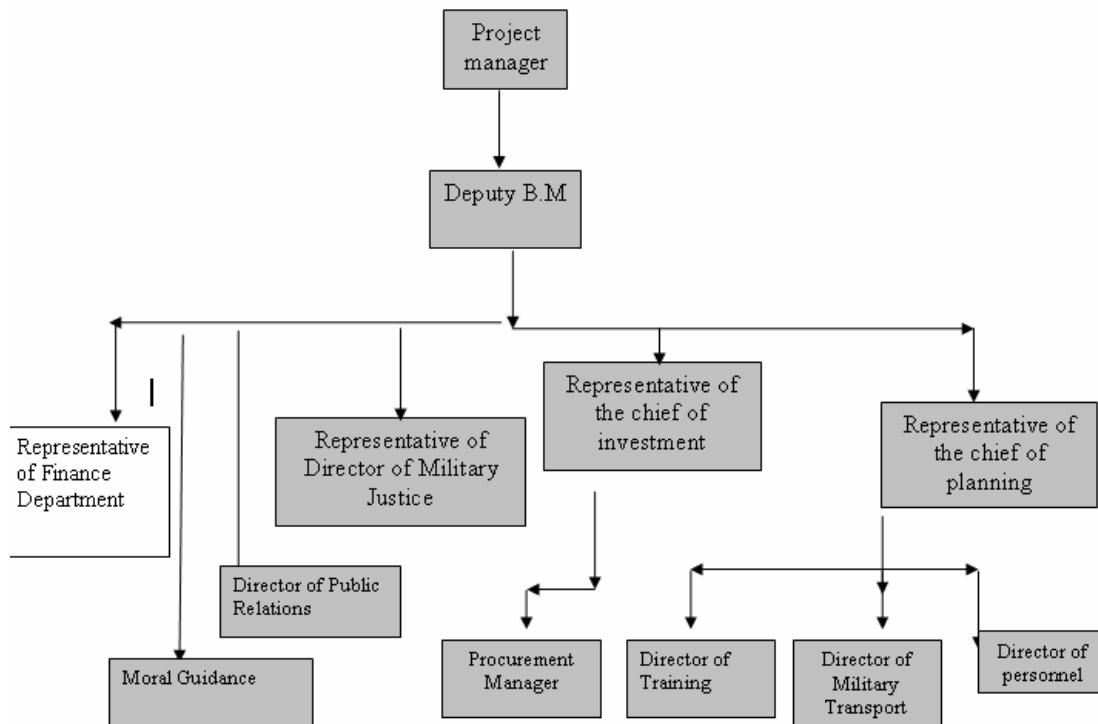 Project
manager
Deputy B.M
Representative of
the chief of
investment
Representative of
the chief of
planning
Representative of
Director of Military
Justice
Representative
of Finance
Department
Director of Public
Relations
Moral Guidance
Procurement
Manager
Director of
Training
Director of
Military
Transport
Director of
personnel